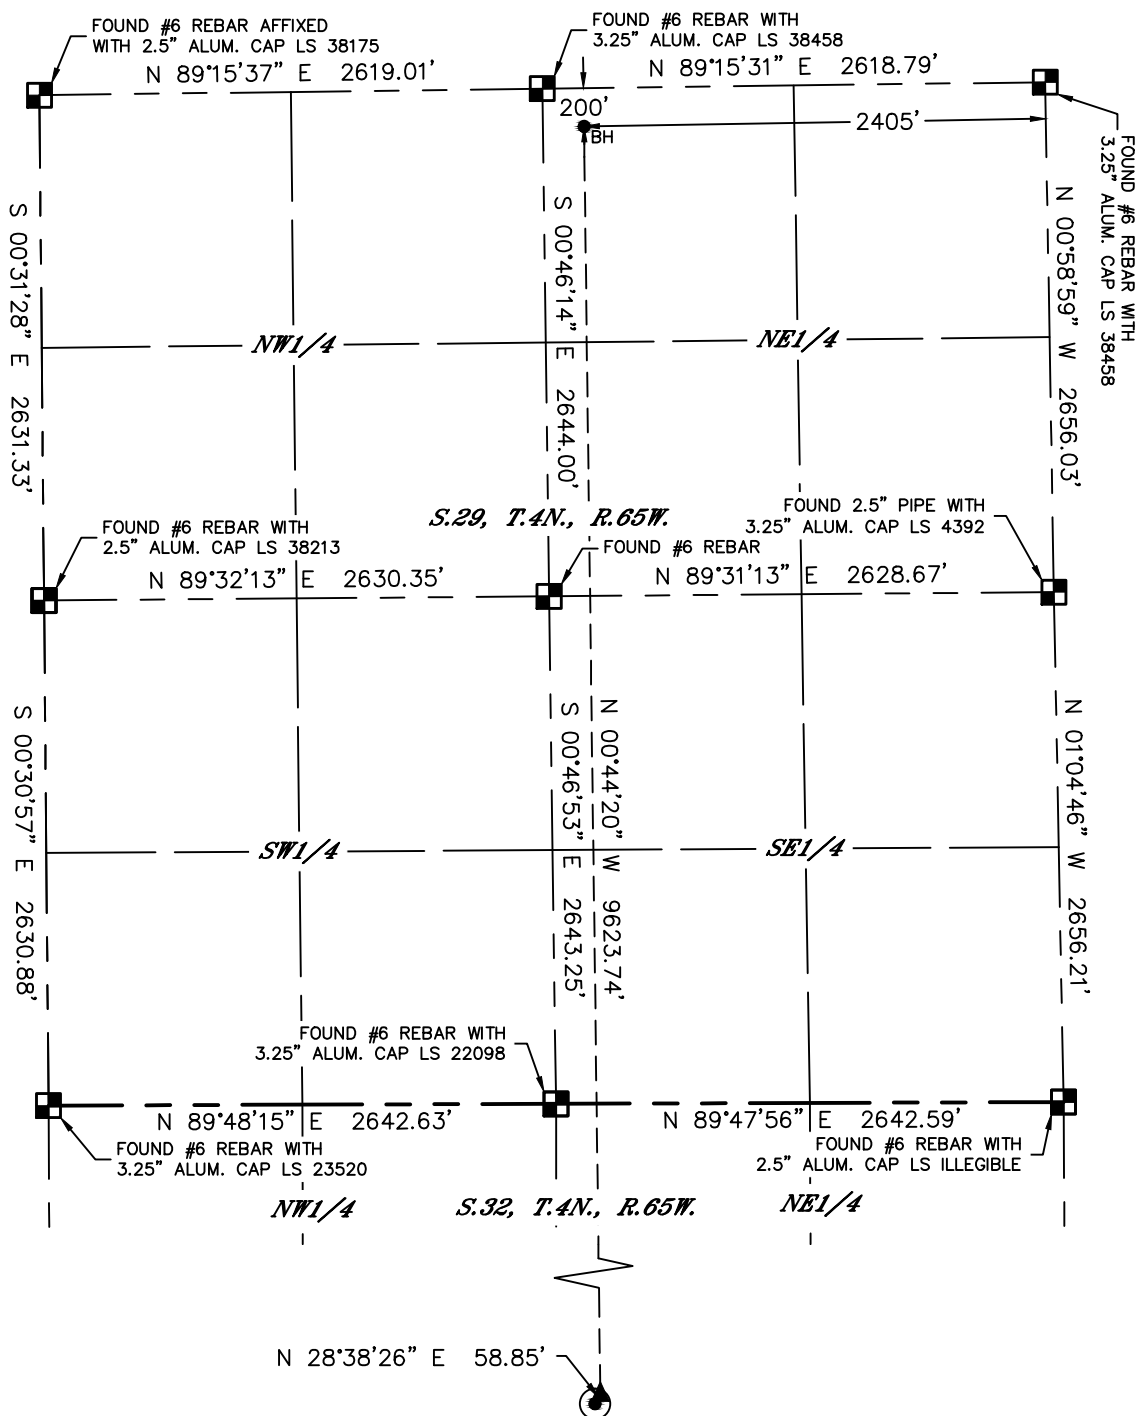 FOUND #6 REBAR AFFIXED
WITH 2.5" ALUM. CAP LS 38175
N 89°15'37" E 2619.01'
FOUND #6 REBAR WITH
3.25" ALUM. CAP LS 38458
N 89°15'31" E 2618.79'
200'
BH
2405'
FOUND #6 REBAR WITH
3.25" ALUM. CAP LS 38458
S 00°31'28" E 2631.33'
S 00°46'14" E 2644.00'
N 00°58'59" W 2656.03'
NW1/4
NE1/4
S.29, T.4N., R.65W.
FOUND #6 REBAR WITH
2.5" ALUM. CAP LS 38213
N 89°32'13" E 2630.35'
FOUND #6 REBAR
FOUND 2.5" PIPE WITH
3.25" ALUM. CAP LS 4392
N 89°31'13" E 2628.67'
S 00°30'57" E 2630.88'
S 00°46'53" E 2643.25'
N 00°44'20" W 9623.74'
N 01°04'46" W 2656.21'
SW1/4
SE1/4
FOUND #6 REBAR WITH
3.25" ALUM. CAP LS 22098
N 89°48'15" E 2642.63'
N 89°47'56" E 2642.59'
FOUND #6 REBAR WITH
3.25" ALUM. CAP LS 23520
FOUND #6 REBAR WITH
2.5" ALUM. CAP LS ILLEGIBLE
NW1/4
S.32, T.4N., R.65W.
NE1/4
N 28°38'26" E 58.85'